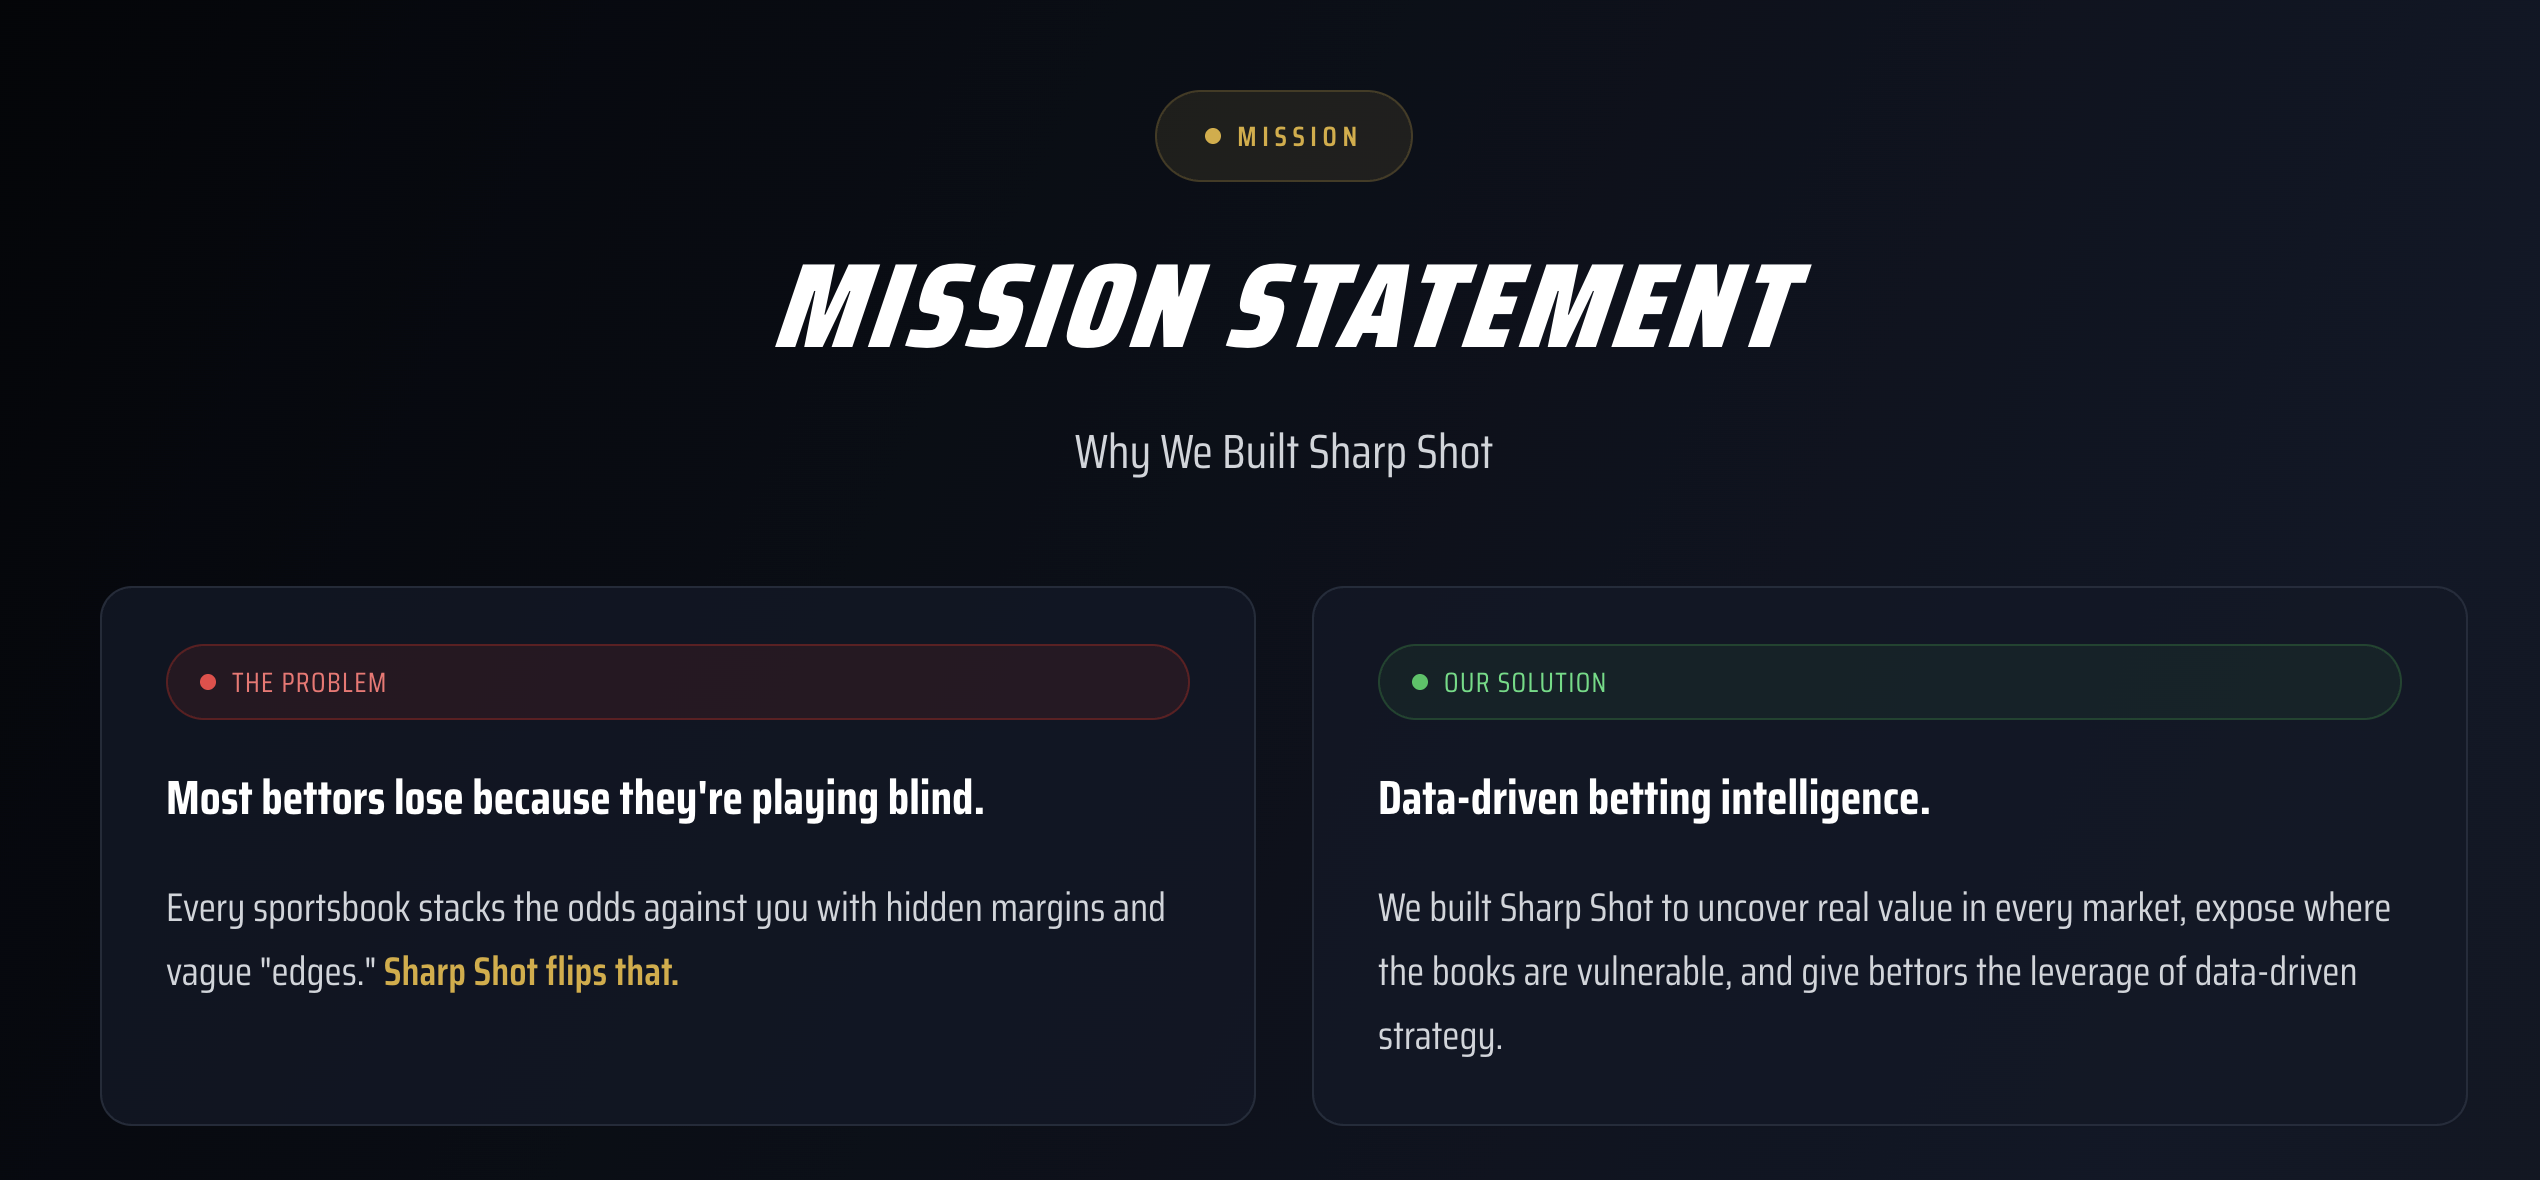 MISSION
MISSION STATEMENT
Why We Built Sharp Shot
THE PROBLEM
Most bettors lose because they're playing blind.
Every sportsbook stacks the odds against you with hidden margins and
vague "edges." Sharp Shot flips that.
OUR SOLUTION
Data-driven betting intelligence.
We built Sharp Shot to uncover real value in every market, expose where
the books are vulnerable, and give bettors the leverage of data-driven
strategy.